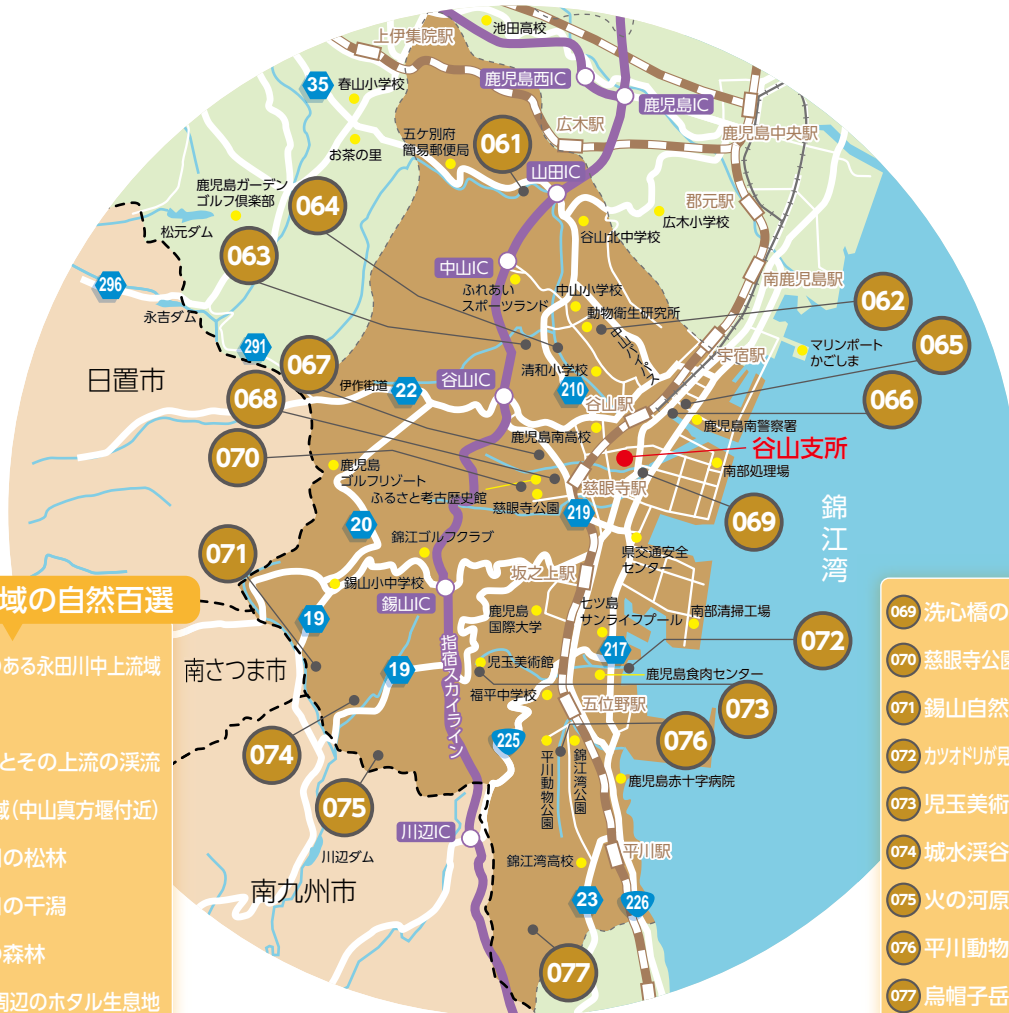 上伊集院駅
池田高校
35
春山小学校
鹿児島西IC
鹿児島IC
五ケ別府
簡易郵便局
061
広木駅
鹿児島中央駅
お茶の里
山田IC
鹿児島ガーデン
ゴルフ倶楽部
064
郡元駅
広木小学校
松元ダム
谷山北中学校
063
中山IC
ふれあい
スポーツランド
南鹿児島駅
296
中山小学校
062
永吉ダム
動物衛生研究所
中山バイパス
マリンポート
かごしま
291
067
宇宿駅
065
日置市
清和小学校
伊作街道
22
谷山IC
210
068
谷山駅
066
鹿児島南高校
鹿児島南警察署
谷山支所
070
鹿児島
ゴルフリゾート
南部処理場
慈眼寺駅
ふるさと考古歴史館
慈眼寺公園
219
069
錦江湾
20
071
錦江ゴルフクラブ
県交通安全
センター
坂之上駅
錫山小中学校
錫山IC
域の自然百選
19
鹿児島
国際大学
七ツ島
サンライフプール
南部清掃工場
217
072
指宿スカイライン
南さつま市
19
児玉美術館
鹿児島食肉センター
福平中学校
五位野駅
073
074
225
076
平川動物公園
錦江湾公園
鹿児島赤十字病院
075
川辺IC
川辺ダム
平川駅
錦江湾高校
南九州市
23
226
077
のある永田川中上流域
とその上流の渓流
域(中山真方堰付近)
の松林
の干潟
森林
周辺のホタル生息地
069 洗心橋の
070 慈眼寺公園
071 錫山自然
072 カツオドリが見
073 児玉美術
074 城水渓谷
075 火の河原
076 平川動物
077 烏帽子岳